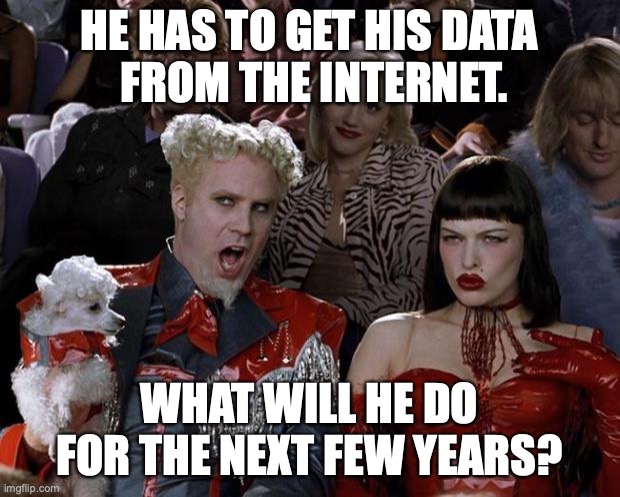 HE HAS TO GET HIS DATA
FROM THE INTERNET.
WHAT WILL HE DO
FOR THE NEXT FEW YEARS?
imgflip.com